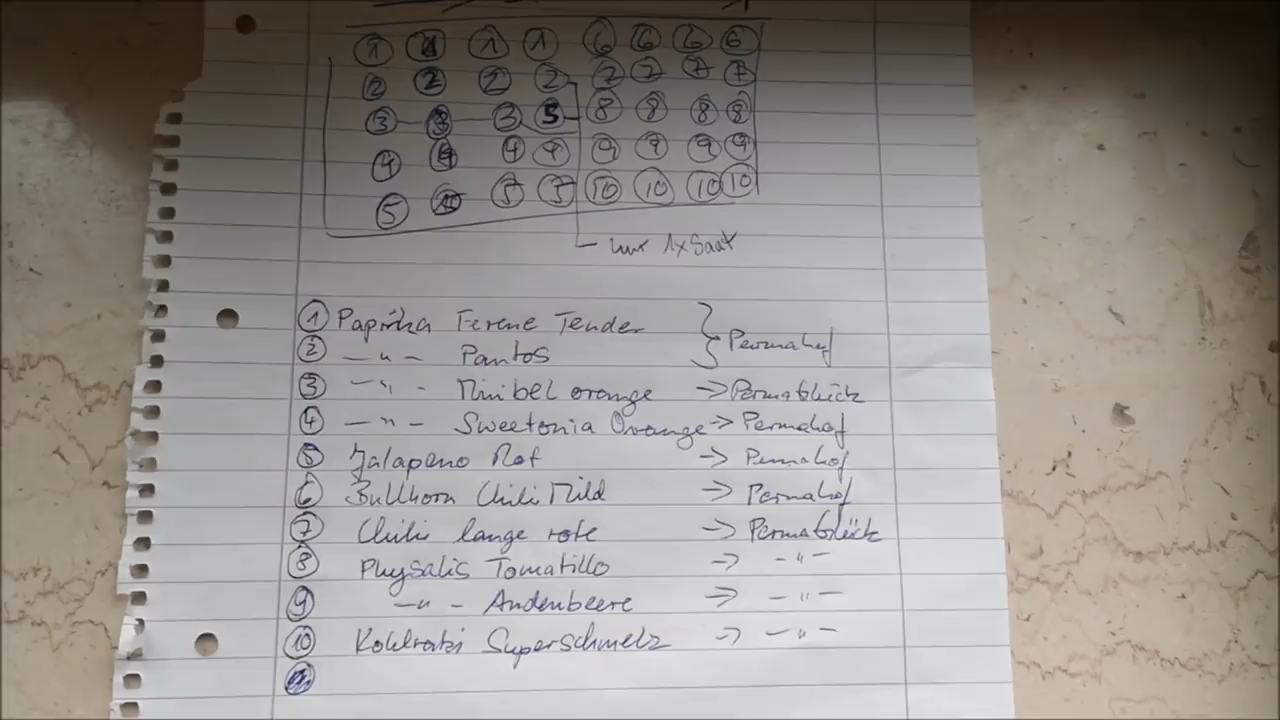 1 1 1 1 6 6 6 6
2 2 2 2 7 7 7 7
3 3 3 5 8 8 8 8
4 4 4 4 9 9 9 9
5 10 5 5 10 10 10 10
nur 1x Saat
1 Paprika Ferenc Tender } Permahof
2 —"— Pantos
3 —"— Minibel orange -> Permaglück
4 —"— Sweetonia Orange -> Permahof
5 Jalapeno Rot -> Permahof
6 Bullhorn Chili Mild -> Permahof
7 Chili lange rote -> Permaglück
8 Physalis Tomatillo -> —"—
9 —"— Andenbeere -> —"—
10 Kohlrabi Superschmelz -> —"—